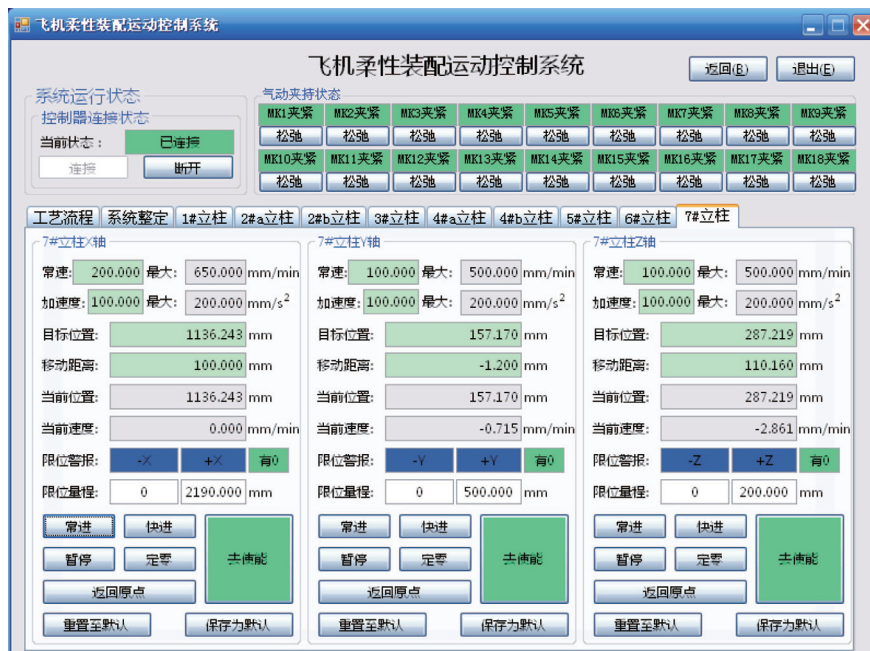 飞机柔性装配运动控制系统
飞机柔性装配运动控制系统 返回(R) 退出(E)
系统运行状态
控制器连接状态
当前状态： 已连接
连接 断开
气动夹持状态
MK1夹紧 MK2夹紧 MK3夹紧 MK4夹紧 MK5夹紧 MK6夹紧 MK7夹紧 MK8夹紧 MK9夹紧
松弛 松弛 松弛 松弛 松弛 松弛 松弛 松弛 松弛
MK10夹紧 MK11夹紧 MK12夹紧 MK13夹紧 MK14夹紧 MK15夹紧 MK16夹紧 MK17夹紧 MK18夹紧
松弛 松弛 松弛 松弛 松弛 松弛 松弛 松弛 松弛
工艺流程 系统整定 1#立柱 2#a立柱 2#b立柱 3#立柱 4#a立柱 4#b立柱 5#立柱 6#立柱 7#立柱
7#立柱X轴
常速: 200.000 最大: 650.000 mm/min
加速度: 100.000 最大: 200.000 mm/s²
目标位置: 1136.243 mm
移动距离: 100.000 mm
当前位置: 1136.243 mm
当前速度: 0.000 mm/min
限位警报: -X +X 有0
限位量程: 0 2190.000 mm
常进 快进
暂停 定零 去使能
返回原点
重置至默认 保存为默认
7#立柱Y轴
常速: 100.000 最大: 500.000 mm/min
加速度: 100.000 最大: 200.000 mm/s²
目标位置: 157.170 mm
移动距离: -1.200 mm
当前位置: 157.170 mm
当前速度: -0.715 mm/min
限位警报: -Y +Y 有0
限位量程: 0 500.000 mm
常进 快进
暂停 定零 去使能
返回原点
重置至默认 保存为默认
7#立柱Z轴
常速: 100.000 最大: 500.000 mm/min
加速度: 100.000 最大: 200.000 mm/s²
目标位置: 287.219 mm
移动距离: 110.160 mm
当前位置: 287.219 mm
当前速度: -2.861 mm/min
限位警报: -Z +Z 有0
限位量程: 0 200.000 mm
常进 快进
暂停 定零 去使能
返回原点
重置至默认 保存为默认